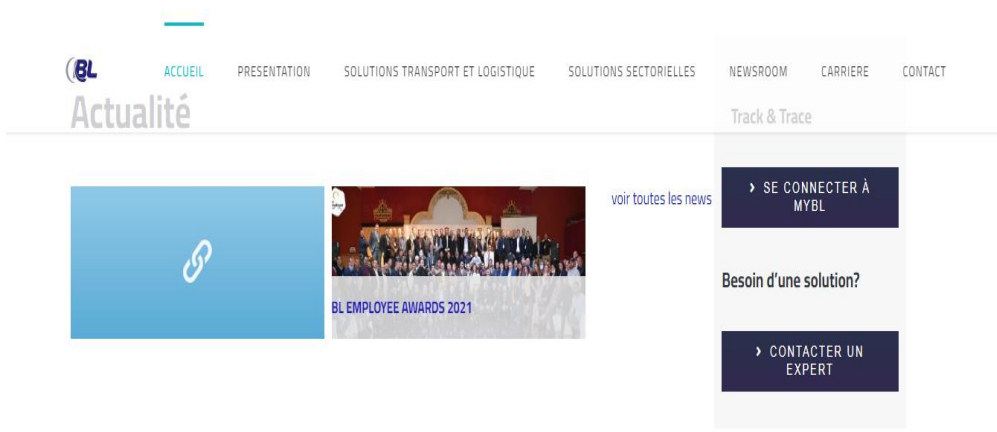 BL
ACCUEIL
PRESENTATION
SOLUTIONS TRANSPORT ET LOGISTIQUE
SOLUTIONS SECTORIELLES
NEWSROOM
CARRIERE
CONTACT
Actualité
Track & Trace
voir toutes les news
› SE CONNECTER À
MYBL
BL EMPLOYEE AWARDS 2021
Besoin d'une solution?
› CONTACTER UN
EXPERT